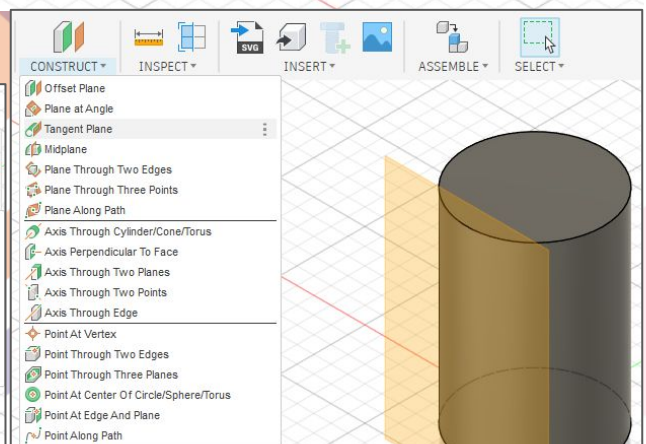 SVG
CONSTRUCT INSPECT INSERT ASSEMBLE SELECT
Offset Plane
Plane at Angle
Tangent Plane
Midplane
Plane Through Two Edges
Plane Through Three Points
Plane Along Path
Axis Through Cylinder/Cone/Torus
Axis Perpendicular To Face
Axis Through Two Planes
Axis Through Two Points
Axis Through Edge
Point At Vertex
Point Through Two Edges
Point Through Three Planes
Point At Center Of Circle/Sphere/Torus
Point At Edge And Plane
Point Along Path